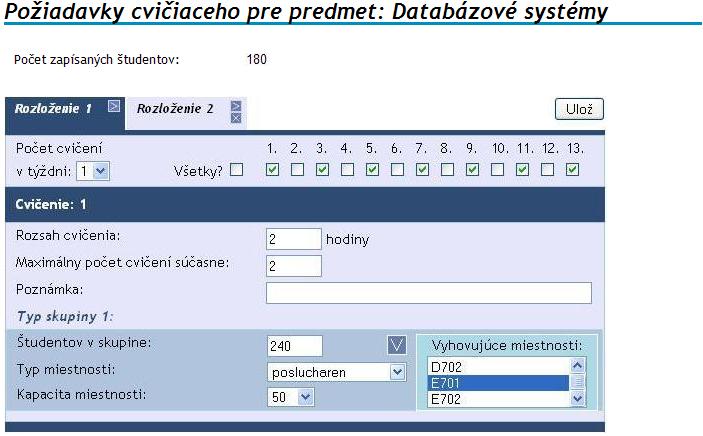 Požiadavky cvičiaceho pre predmet: Databázové systémy
Počet zapísaných študentov: 180
Rozloženie 1 > Rozloženie 2 > x Ulož
Počet cvičení 1. 2. 3. 4. 5. 6. 7. 8. 9. 10. 11. 12. 13.
v týždni: 1 Všetky?
Cvičenie: 1
Rozsah cvičenia: 2 hodiny
Maximálny počet cvičení súčasne: 2
Poznámka:
Typ skupiny 1:
Študentov v skupine: 240 Vyhovujúce miestnosti:
D702
Typ miestnosti: poslucharen
E701
Kapacita miestnosti: 50 E702